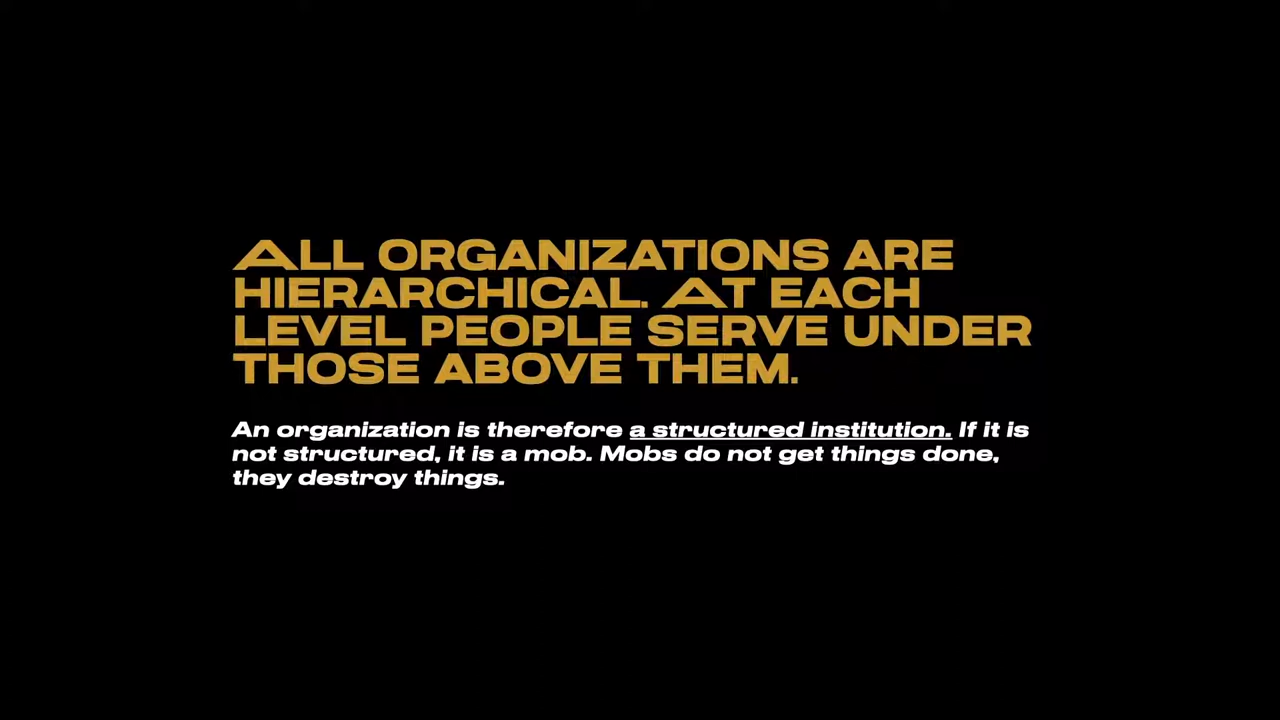 ALL ORGANIZATIONS ARE
HIERARCHICAL. AT EACH
LEVEL PEOPLE SERVE UNDER
THOSE ABOVE THEM.
An organization is therefore a structured institution. If it is
not structured, it is a mob. Mobs do not get things done,
they destroy things.